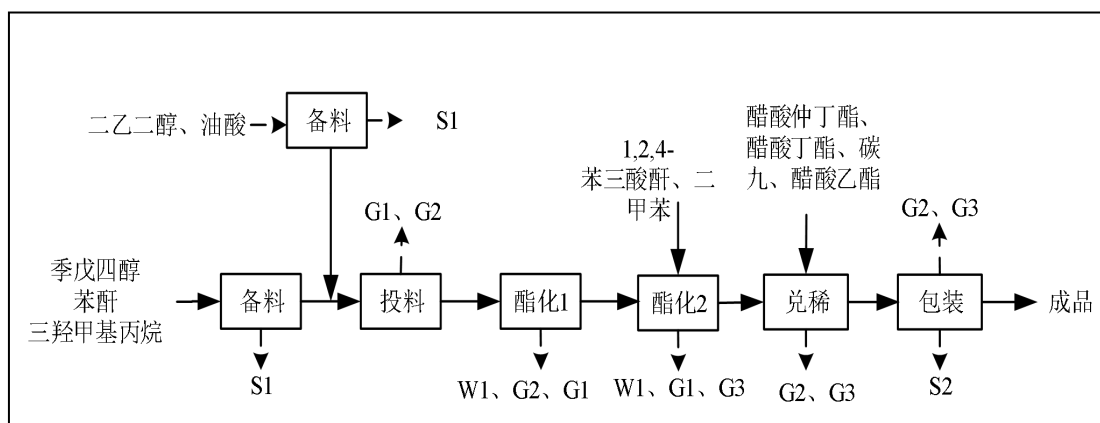 二乙二醇、油酸
备料
S1
1,2,4-
苯三酸酐、二
甲苯
醋酸仲丁酯、
醋酸丁酯、碳
九、醋酸乙酯
G1、G2
G2、G3
季戊四醇
苯酐
三羟甲基丙烷
备料
投料
酯化1
酯化2
兑稀
包装
成品
S1
W1、G2、G1
W1、G1、G3
G2、G3
S2